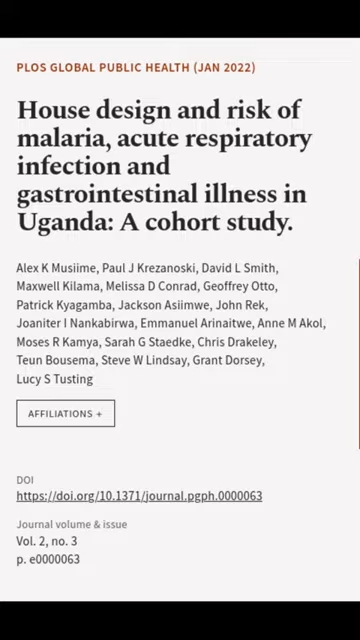 PLOS GLOBAL PUBLIC HEALTH (JAN 2022)
House design and risk of
malaria, acute respiratory
infection and
gastrointestinal illness in
Uganda: A cohort study.
Alex K Musiime, Paul J Krezanoski, David L Smith,
Maxwell Kilama, Melissa D Conrad, Geoffrey Otto,
Patrick Kyagamba, Jackson Asiimwe, John Rek,
Joaniter I Nankabirwa, Emmanuel Arinaitwe, Anne M Akol,
Moses R Kamya, Sarah G Staedke, Chris Drakeley,
Teun Bousema, Steve W Lindsay, Grant Dorsey,
Lucy S Tusting
AFFILIATIONS +
DOI
https://doi.org/10.1371/journal.pgph.0000063
Journal volume & issue
Vol. 2, no. 3
p. e0000063